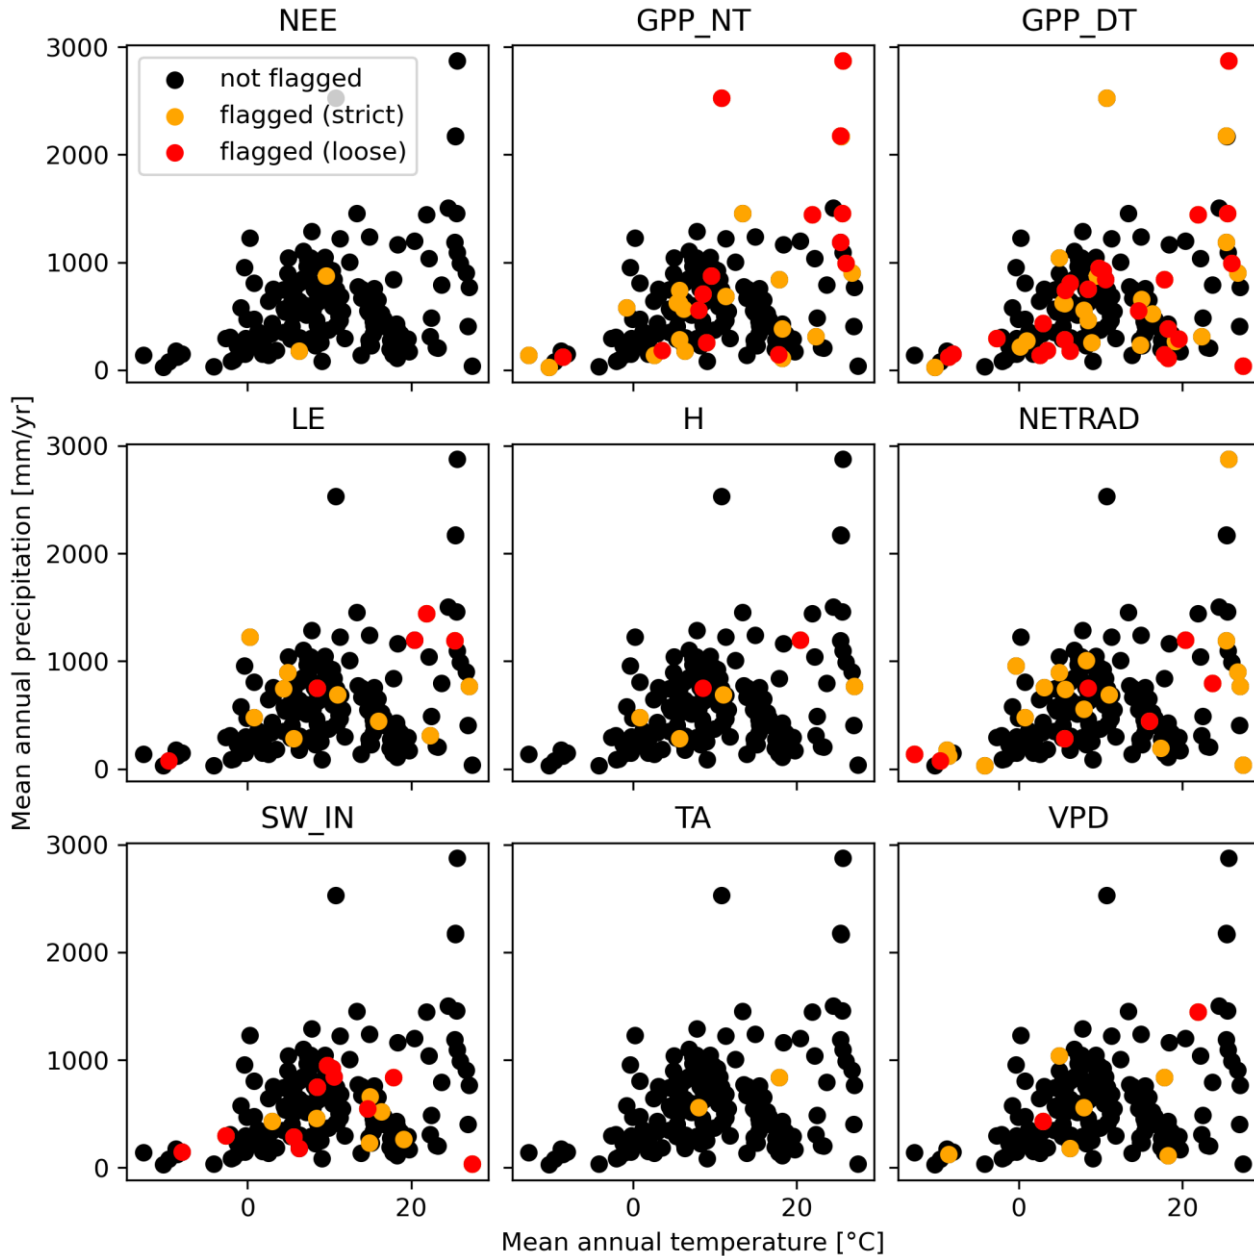 NEE GPP_NT GPP_DT
not flagged
flagged (strict)
flagged (loose)
3000
2000
1000
0
LE H NETRAD
3000
2000
1000
0
Mean annual precipitation [mm/yr]
SW_IN TA VPD
3000
2000
1000
0
0 20 0 20 0 20
Mean annual temperature [°C]